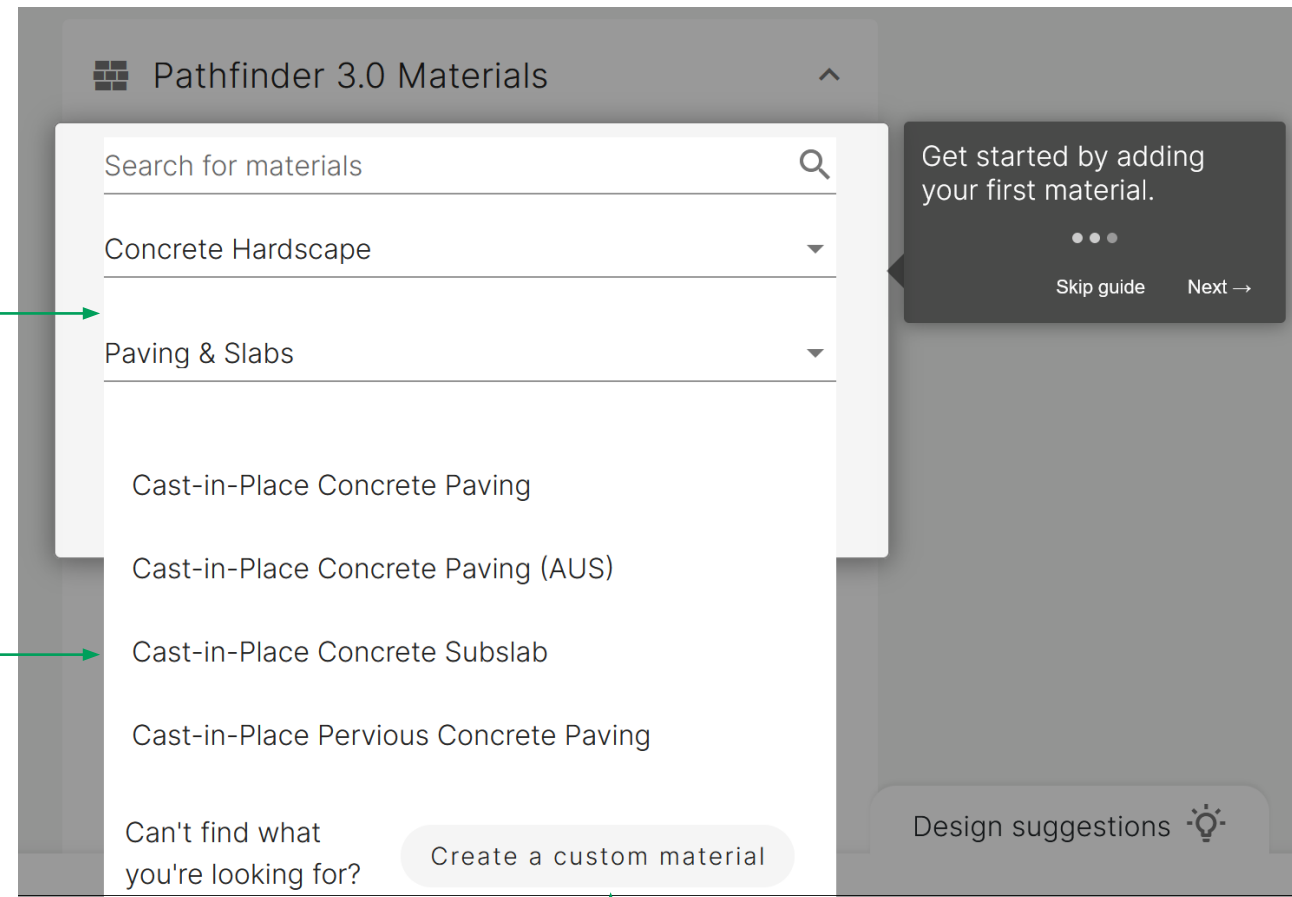 Pathfinder 3.0 Materials
Search for materials
Concrete Hardscape
Paving & Slabs
Cast-in-Place Concrete Paving
Cast-in-Place Concrete Paving (AUS)
Cast-in-Place Concrete Subslab
Cast-in-Place Pervious Concrete Paving
Can't find what
you're looking for?
Create a custom material
Get started by adding
your first material.
Skip guide Next →
Design suggestions